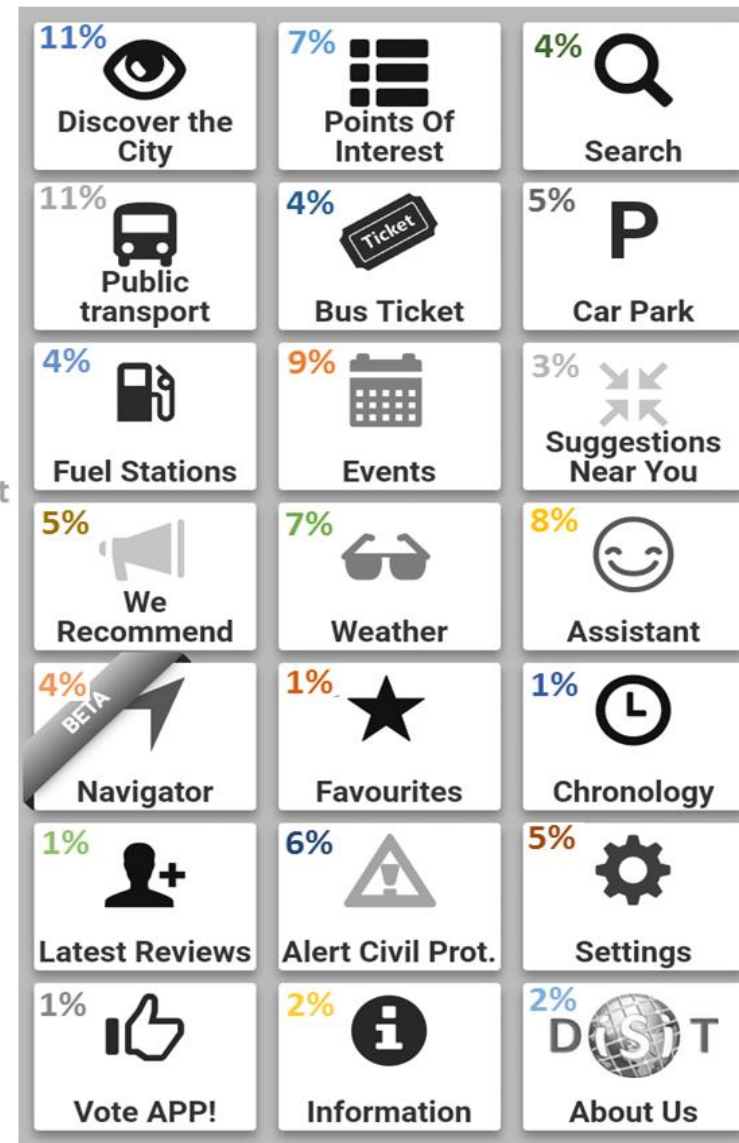 11%
Discover the
City
7%
Points Of
Interest
4%
Search
11%
Public
transport
4%
Ticket
Bus Ticket
5%
P
Car Park
4%
Fuel Stations
9%
Events
3%
Suggestions
Near You
t
5%
We
Recommend
7%
Weather
8%
Assistant
4%
BETA
Navigator
1%
Favourites
1%
Chronology
1%
Latest Reviews
6%
Alert Civil Prot.
5%
Settings
1%
Vote APP!
2%
i
Information
2%
DISIT
About Us